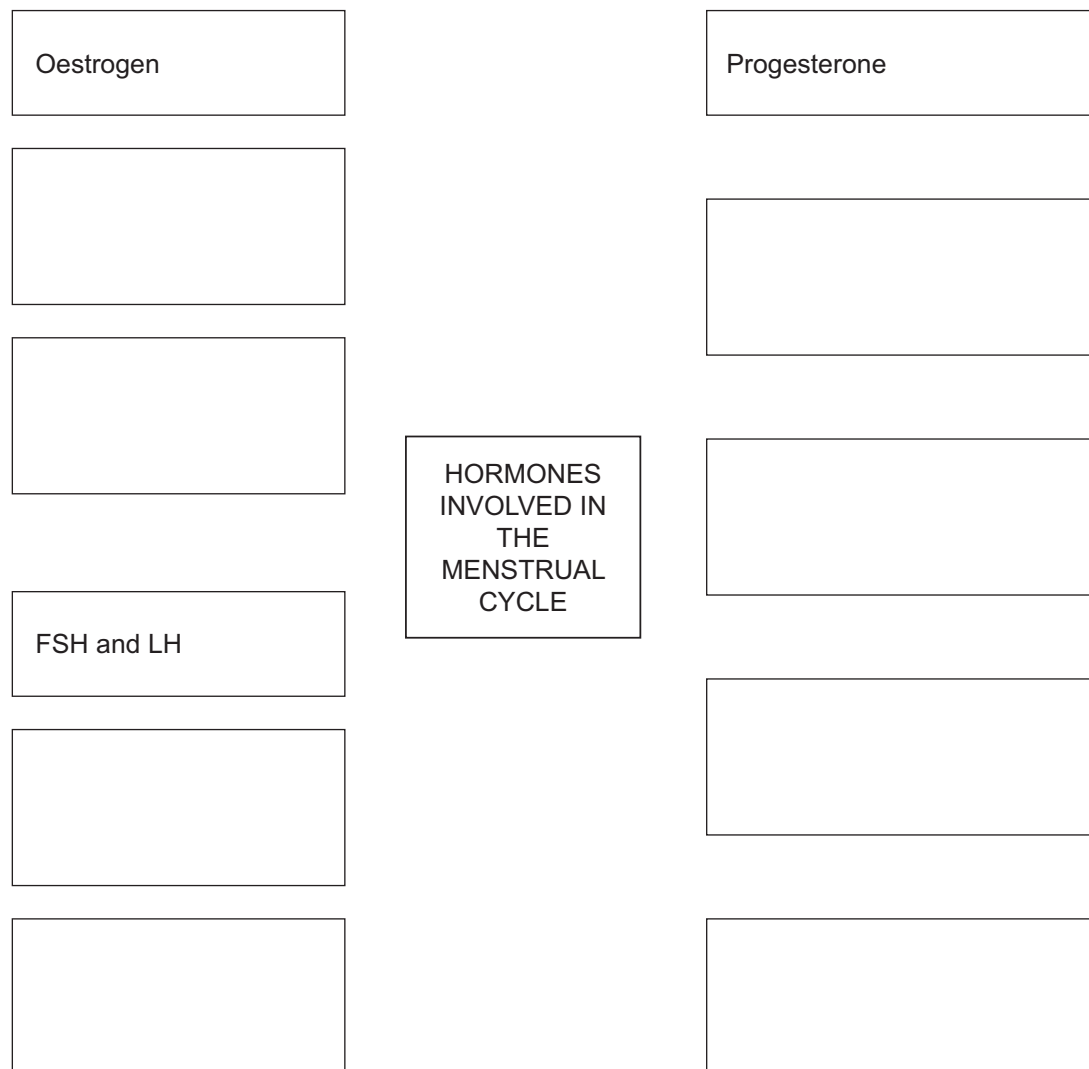 Oestrogen
Progesterone
HORMONES
INVOLVED IN
THE
MENSTRUAL
CYCLE
FSH and LH